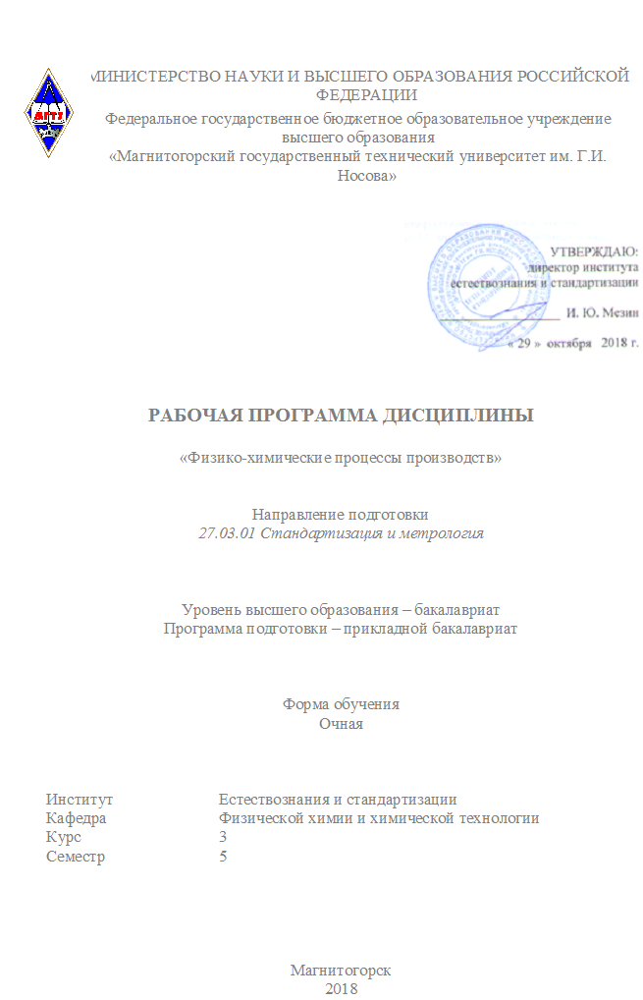 МИНИСТЕРСТВО НАУКИ И ВЫСШЕГО ОБРАЗОВАНИЯ РОССИЙСКОЙ
ФЕДЕРАЦИИ
Федеральное государственное бюджетное образовательное учреждение
высшего образования
«Магнитогорский государственный технический университет им. Г.И.
Носова»
МГТУ
УТВЕРЖДАЮ:
директор института
естествознания и стандартизации
И. Ю. Мезин
« 29 » октября 2018 г.
РАБОЧАЯ ПРОГРАММА ДИСЦИПЛИНЫ
«Физико-химические процессы производств»
Направление подготовки
27.03.01 Стандартизация и метрология
Уровень высшего образования – бакалавриат
Программа подготовки – прикладной бакалавриат
Форма обучения
Очная
Институт Естествознания и стандартизации
Кафедра Физической химии и химической технологии
Курс 3
Семестр 5
Магнитогорск
2018